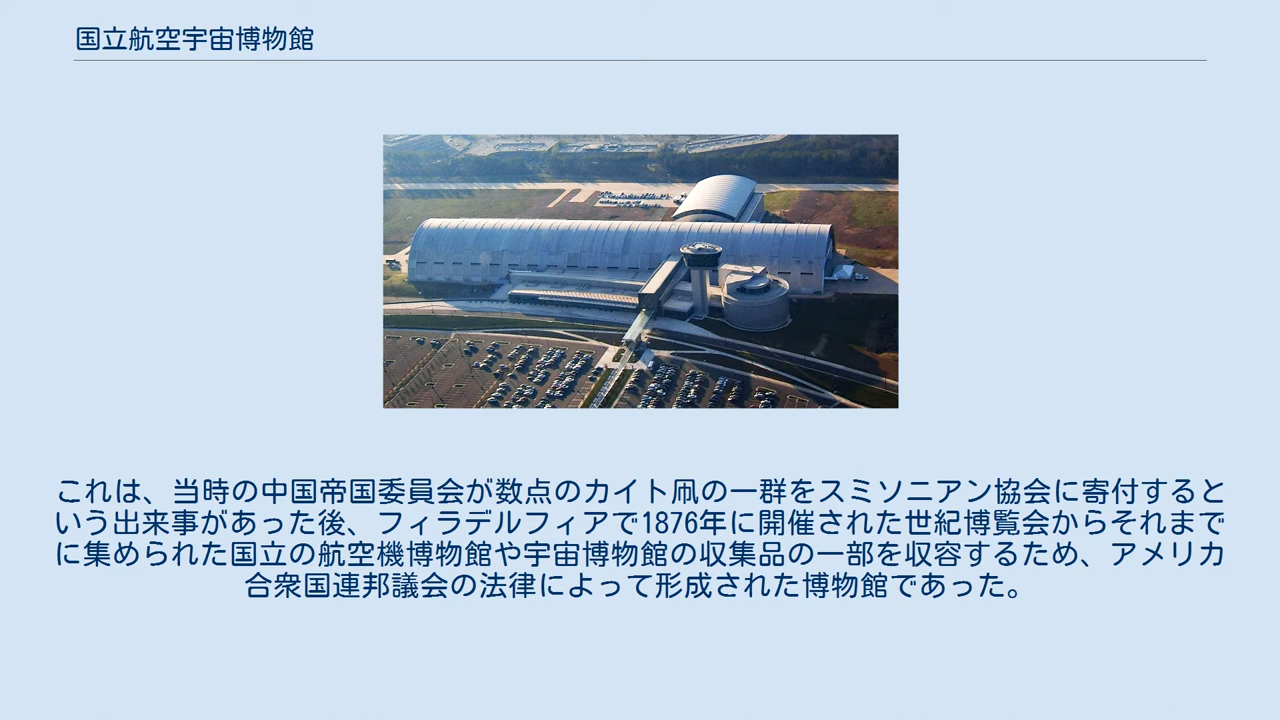 国立航空宇宙博物館
これは、当時の中国帝国委員会が数点のカイト凧の一群をスミソニアン協会に寄付すると
いう出来事があった後、フィラデルフィアで1876年に開催された世紀博覧会からそれまで
に集められた国立の航空機博物館や宇宙博物館の収集品の一部を収容するため、アメリカ
合衆国連邦議会の法律によって形成された博物館であった。